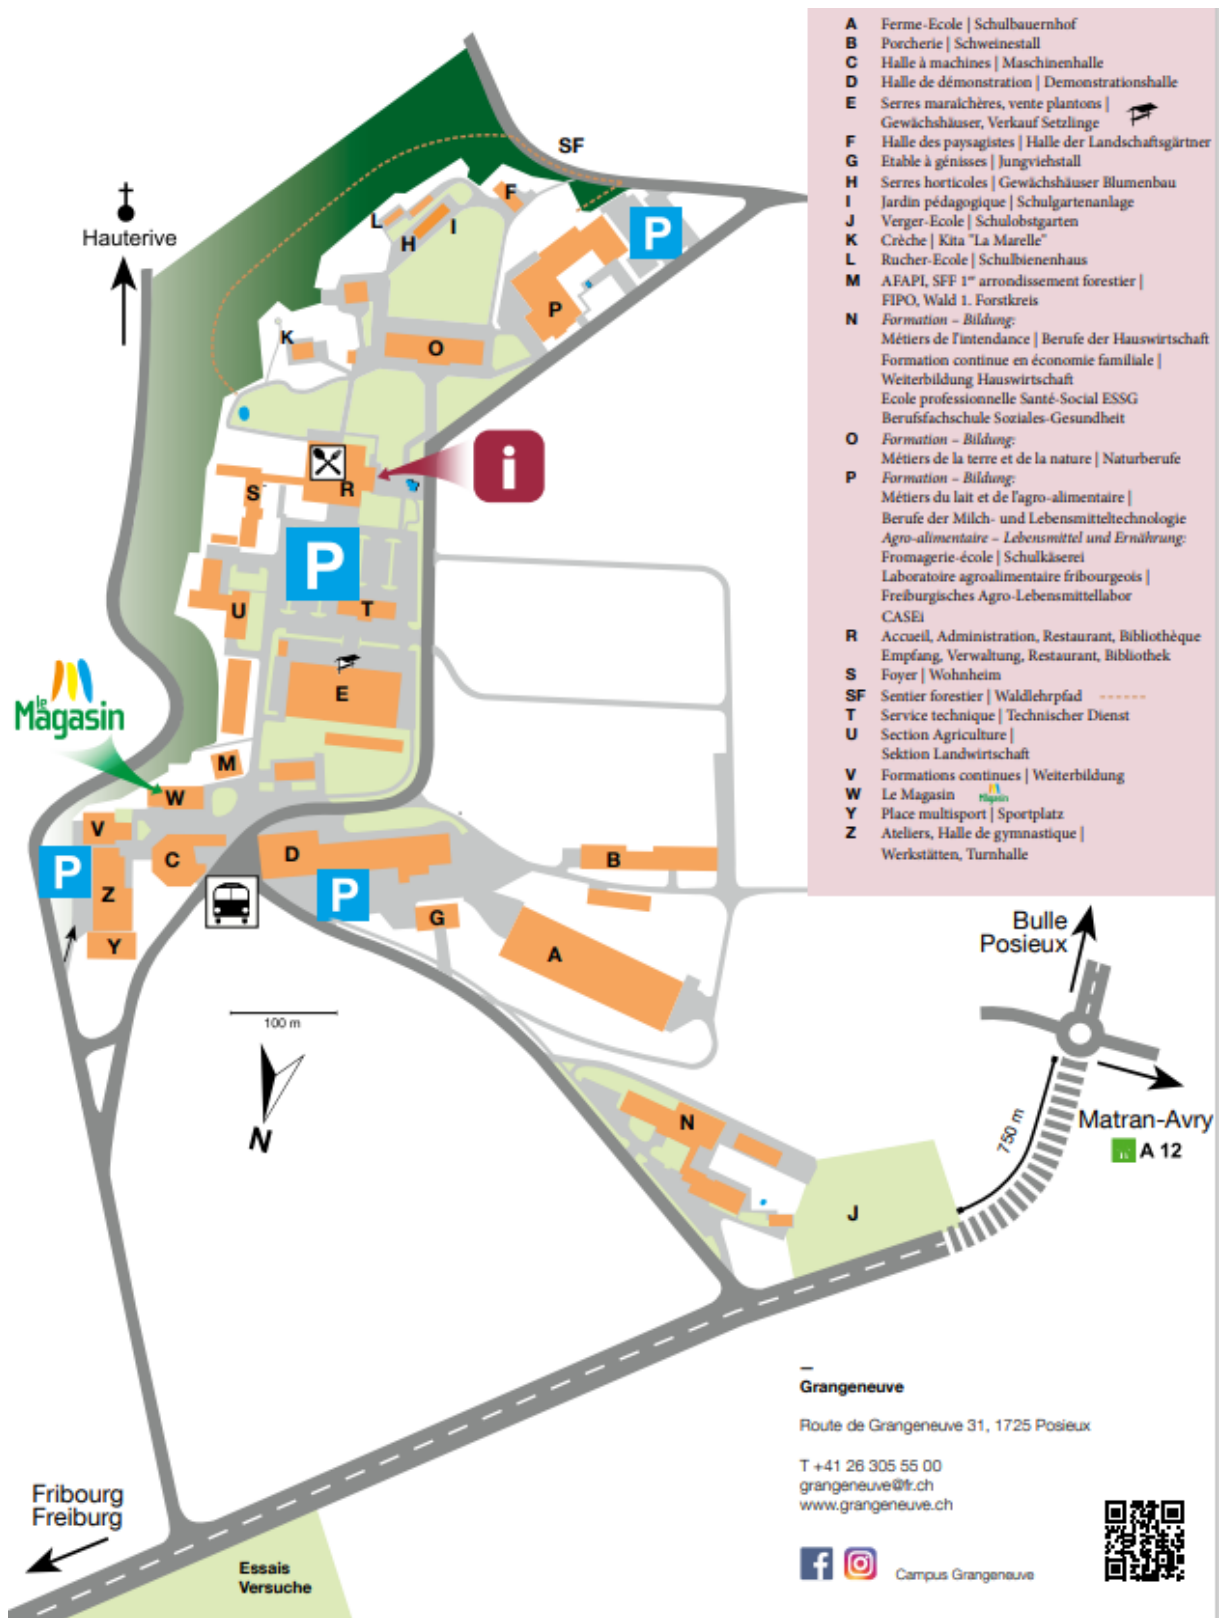 A Ferme-Ecole | Schulbauernhof
B Porcherie | Schweinestall
C Halle à machines | Maschinenhalle
D Halle de démonstration | Demonstrationshalle
E Serres maraîchères, vente plantons |
Gewächshäuser, Verkauf Setzlinge
F Halle des paysagistes | Halle der Landschaftsgärtner
G Etable à génisses | Jungviehstall
H Serres horticoles | Gewächshäuser Blumenbau
I Jardin pédagogique | Schulgartenanlage
J Verger-Ecole | Schulobstgarten
K Crèche | Kita "La Marelle"
L Rucher-Ecole | Schulbienenhaus
M AFAPI, SFF 1er arrondissement forestier |
FIPO, Wald 1. Forstkreis
N Formation – Bildung:
Métiers de l'intendance | Berufe der Hauswirtschaft
Formation continue en économie familiale |
Weiterbildung Hauswirtschaft
Ecole professionnelle Santé-Social ESSG
Berufsfachschule Soziales-Gesundheit
O Formation – Bildung:
Métiers de la terre et de la nature | Naturberufe
P Formation – Bildung:
Métiers du lait et de l'agro-alimentaire |
Berufe der Milch- und Lebensmitteltechnologie
Agro-alimentaire – Lebensmittel und Ernährung:
Fromagerie-école | Schulkäserei
Laboratoire agroalimentaire fribourgeois |
Freiburgisches Agro-Lebensmittellabor
CASEi
R Accueil, Administration, Restaurant, Bibliothèque
Empfang, Verwaltung, Restaurant, Bibliothek
S Foyer | Wohnheim
SF Sentier forestier | Waldlehrpfad
T Service technique | Technischer Dienst
U Section Agriculture |
Sektion Landwirtschaft
V Formations continues | Weiterbildung
W Le Magasin Magasin
Y Place multisport | Sportplatz
Z Ateliers, Halle de gymnastique |
Werkstätten, Turnhalle
SF
F
L
I
H
P
Hauterive
P
K
O
i
R
S
P
T
U
E
le
Magasin
M
W
V
C
D
B
P
Z
P
G
Y
A
Bulle
Posieux
100 m
N
750 m
Matran-Avry
A 12
N
J
Grangeneuve
Route de Grangeneuve 31, 1725 Posieux
T +41 26 305 55 00
grangeneuve@fr.ch
www.grangeneuve.ch
Campus Grangeneuve
Fribourg
Freiburg
Essais
Versuche